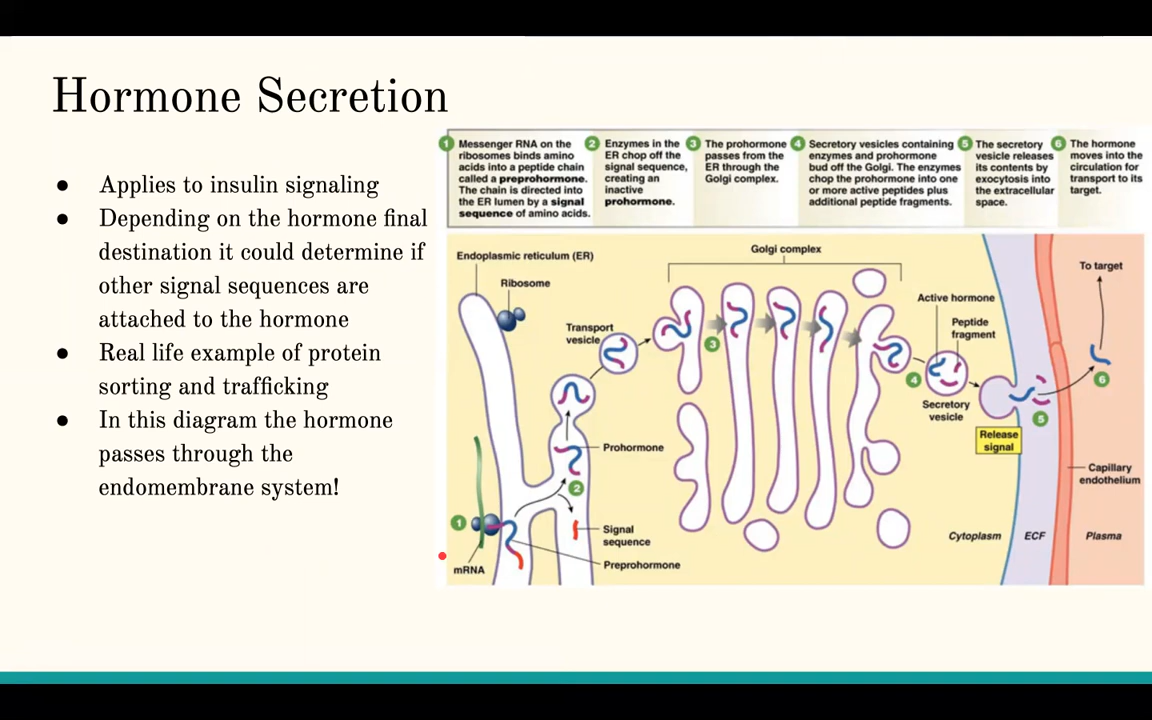 Hormone Secretion
● Applies to insulin signaling
● Depending on the hormone final
destination it could determine if
other signal sequences are
attached to the hormone
● Real life example of protein
sorting and trafficking
● In this diagram the hormone
passes through the
endomembrane system!
1 Messenger RNA on the
ribosomes binds amino
acids into a peptide chain
called a preprohormone.
The chain is directed into
the ER lumen by a signal
sequence of amino acids.
2 Enzymes in the
ER chop off the
signal sequence,
creating an
inactive
prohormone.
3 The prohormone
passes from the
ER through the
Golgi complex.
4 Secretory vesicles containing
enzymes and prohormone
bud off the Golgi. The enzymes
chop the prohormone into one
or more active peptides plus
additional peptide fragments.
5 The secretory
vesicle releases
its contents by
exocytosis into
the extracellular
space.
6 The hormone
moves into the
circulation for
transport to its
target.
Endoplasmic reticulum (ER)
Ribosome
Transport
vesicle
Golgi complex
3
Active hormone
Peptide
fragment
To target
4
Secretory
vesicle
5
6
Release
signal
Prohormone
2
Capillary
endothelium
1
Signal
sequence
Preprohormone
mRNA
Cytoplasm
ECF
Plasma